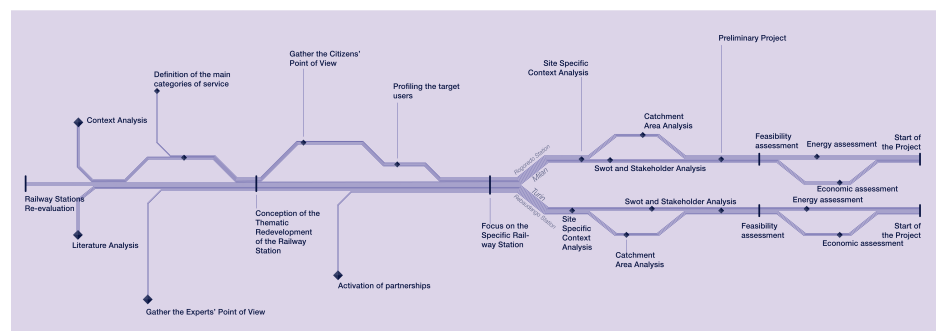 Preliminary Project
Gather the Citizens'
Point of View
Site Specific
Context Analysis
Definition of the main
categories of service
Profiling the target
users
Context Analysis
Catchment
Area Analysis
Feasibility
assessment
Energy assessment
Start of
the Project
Rogoredo Station
Milan
Swot and Stakeholder Analysis
Economic assessment
Railway Stations
Re-evaluation
Turin
Rebaudengo Station
Swot and Stakeholder Analysis
Energy assessment
Conception of the
Thematic
Redevelopment
of the Railway
Station
Focus on the
Specific Rail-
way Station
Site
Specific
Context
Analysis
Feasibility
assessment
Start of
the Project
Economic assessment
Literature Analysis
Catchment
Area Analysis
Activation of partnerships
Gather the Experts' Point of View